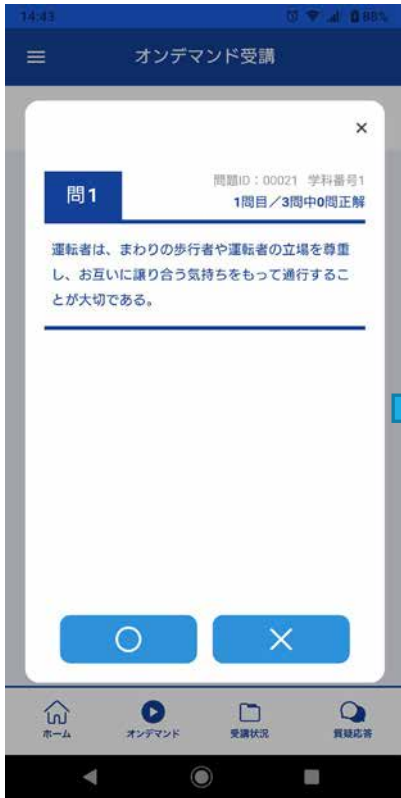 14:43
88%
オンデマンド受講
×
問題ID：00021 学科番号1
問1
1問目／3問中0問正解
運転者は、まわりの歩行者や運転者の立場を尊重
し、お互いに譲り合う気持ちをもって通行するこ
とが大切である。
○ ×
ホーム オンデマンド 受講状況 質疑応答